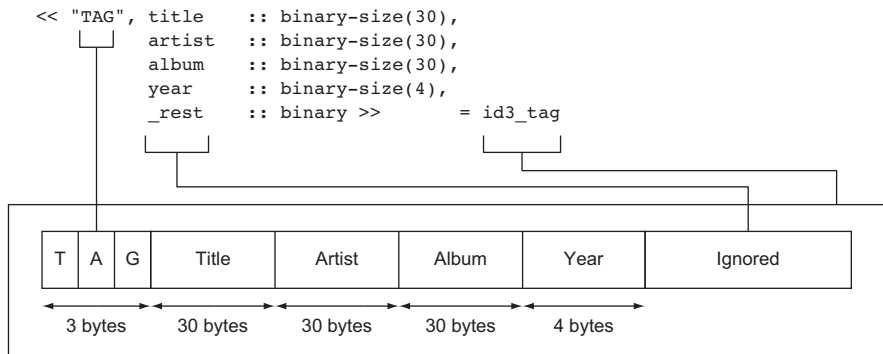 << "TAG", title :: binary-size(30),
artist :: binary-size(30),
album :: binary-size(30),
year :: binary-size(4),
_rest :: binary >> = id3_tag
T A G Title Artist Album Year Ignored
3 bytes 30 bytes 30 bytes 30 bytes 4 bytes